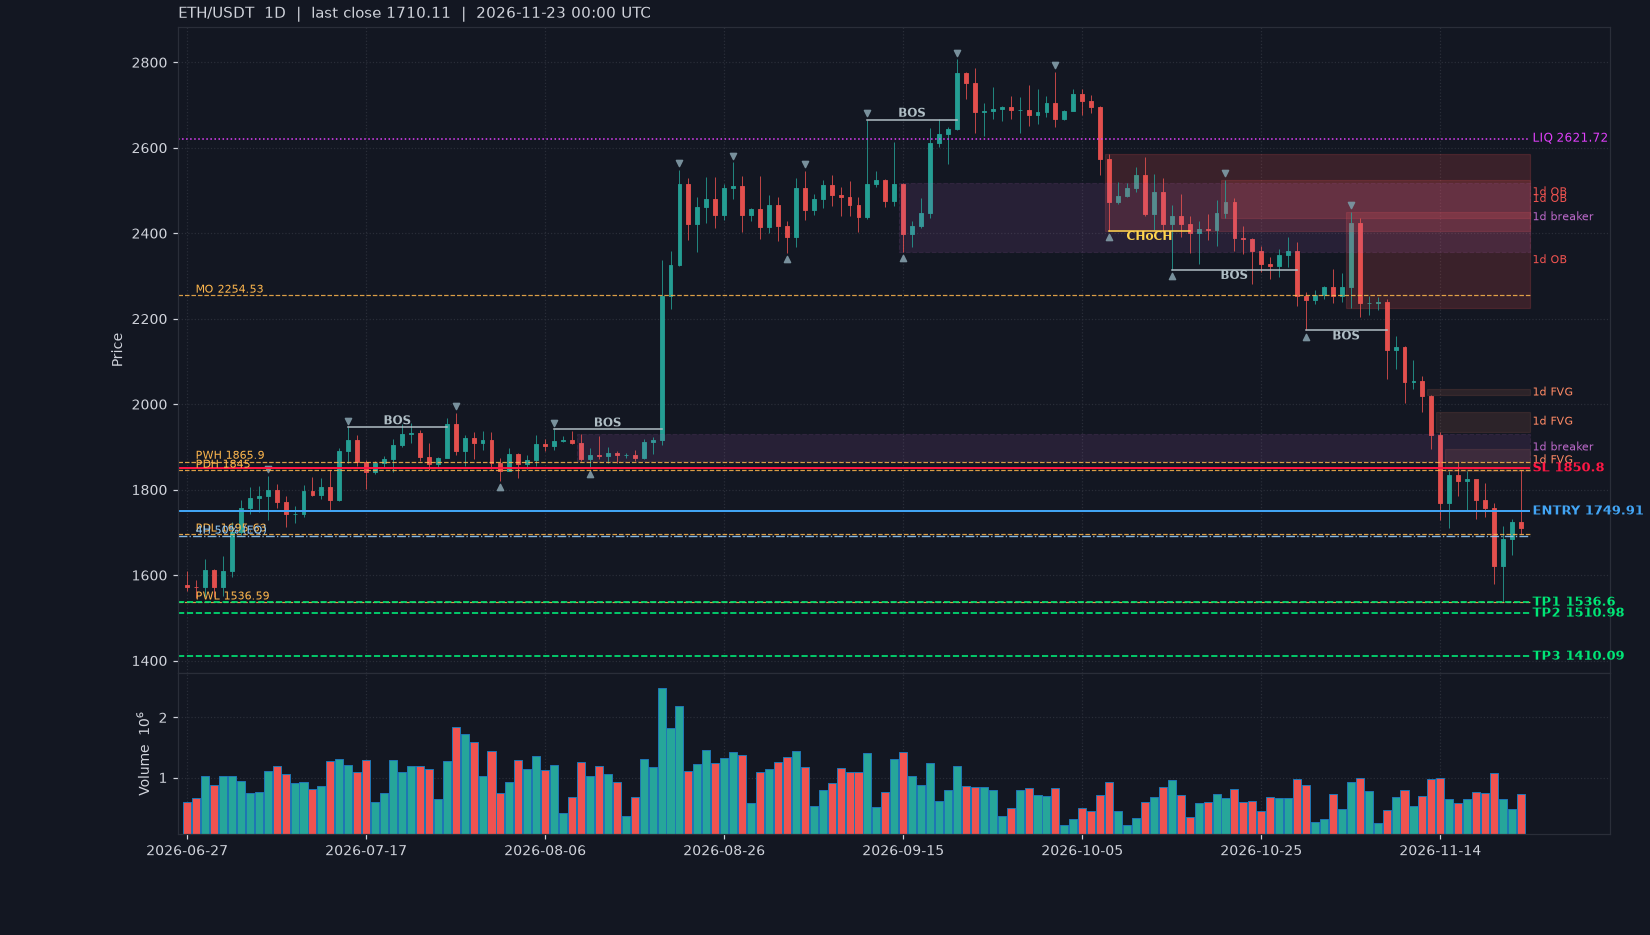 ETH/USDT 1D | last close 1710.11 | 2026-11-23 00:00 UTC
2800
2600
2400
2200
2000
1800
1600
1400
Price
BOS
BOS
BOS
CHoCH
BOS
BOS
LIQ 2621.72
1d OB
1d OB
1d breaker
1d OB
MO 2254.53
1d FVG
1d FVG
1d breaker
1d FVG
PWH 1865.9
PDH 1845
SL 1850.8
ENTRY 1749.91
PWL 1536.59
TP1 1536.6
TP2 1510.98
TP3 1410.09
Volume 10⁶
2
1
2026-06-27
2026-07-17
2026-08-06
2026-08-26
2026-09-15
2026-10-05
2026-10-25
2026-11-14